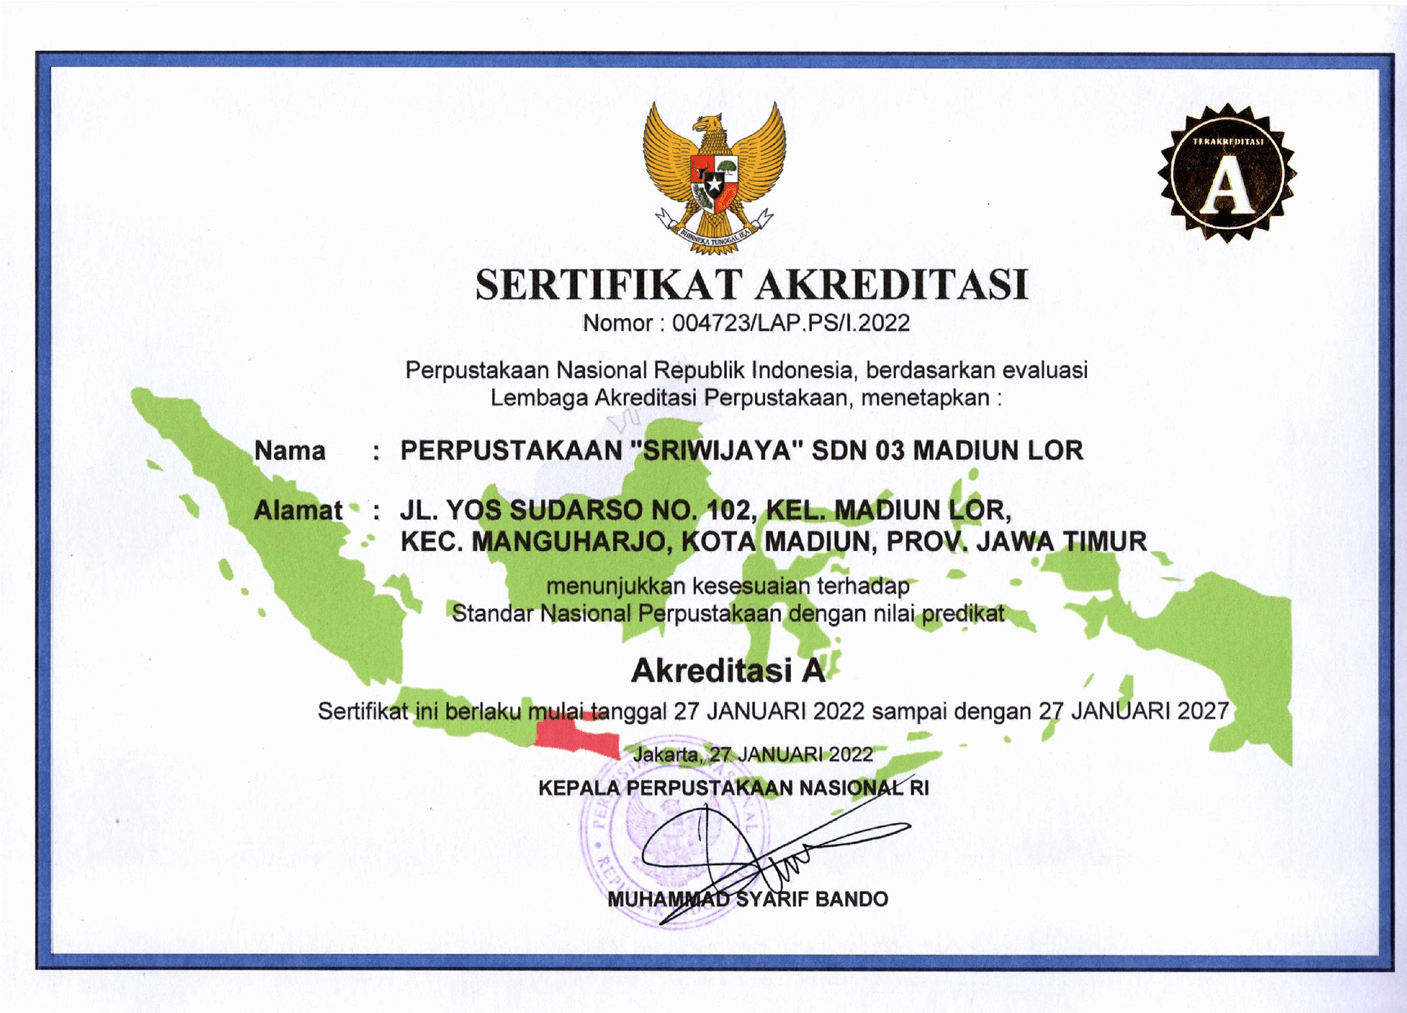 TERAKREDITASI
A
BHINNEKA TUNGGAL IKA
SERTIFIKAT AKREDITASI
Nomor : 004723/LAP.PS/I.2022
Perpustakaan Nasional Republik Indonesia, berdasarkan evaluasi
Lembaga Akreditasi Perpustakaan, menetapkan :
Nama : PERPUSTAKAAN "SRIWIJAYA" SDN 03 MADIUN LOR
Alamat : JL. YOS SUDARSO NO. 102, KEL. MADIUN LOR,
KEC. MANGUHARJO, KOTA MADIUN, PROV. JAWA TIMUR
menunjukkan kesesuaian terhadap
Standar Nasional Perpustakaan dengan nilai predikat
Akreditasi A
Sertifikat ini berlaku mulai tanggal 27 JANUARI 2022 sampai dengan 27 JANUARI 2027
Jakarta, 27 JANUARI 2022
KEPALA PERPUSTAKAAN NASIONAL RI
PERPUSTAKAAN NASIONAL
REPUBLIK INDONESIA
MUHAMMAD SYARIF BANDO